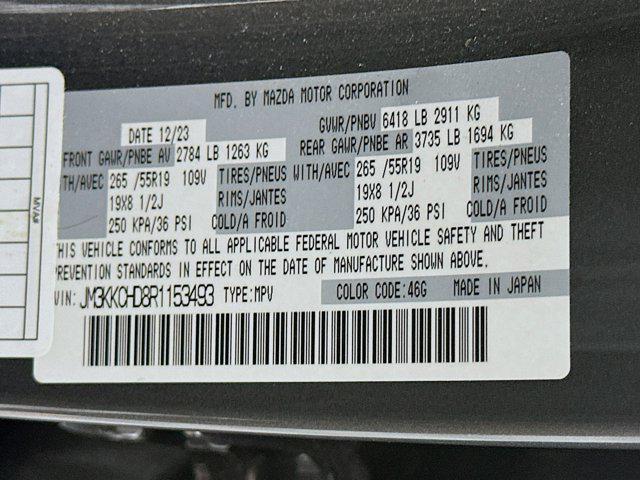 MFD. BY MAZDA MOTOR CORPORATION
DATE 12/23 GVWR/PNBV 6418 LB 2911 KG
FRONT GAWR/PNBE AV 2784 LB 1263 KG REAR GAWR/PNBE AR 3735 LB 1694 KG
WITH/AVEC 265 /55R19 109V TIRES/PNEUS WITH/AVEC 265 /55R19 109V TIRES/PNEUS
19X8 1/2J RIMS/JANTES 19X8 1/2J RIMS/JANTES
250 KPA/36 PSI COLD/A FROID 250 KPA/36 PSI COLD/A FROID
THIS VEHICLE CONFORMS TO ALL APPLICABLE FEDERAL MOTOR VEHICLE SAFETY AND THEFT
PREVENTION STANDARDS IN EFFECT ON THE DATE OF MANUFACTURE SHOWN ABOVE.
VIN: JM3KKCHD8R1153493 TYPE:MPV COLOR CODE:46G MADE IN JAPAN
MVA#